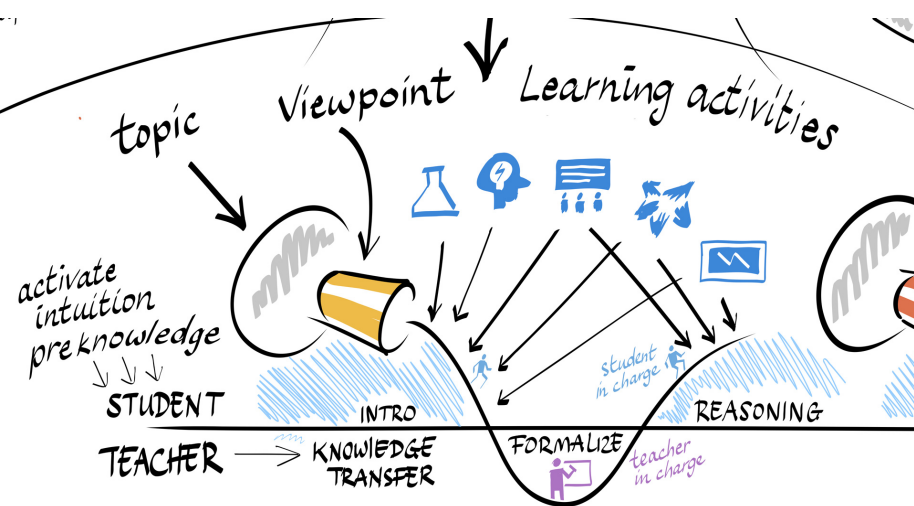 topic
Viewpoint
Learning activities
activate
intuition
preknowledge
STUDENT
INTRO
student
in charge
REASONING
TEACHER
KNOWLEDGE
TRANSFER
FORMALIZE
teacher
in charge